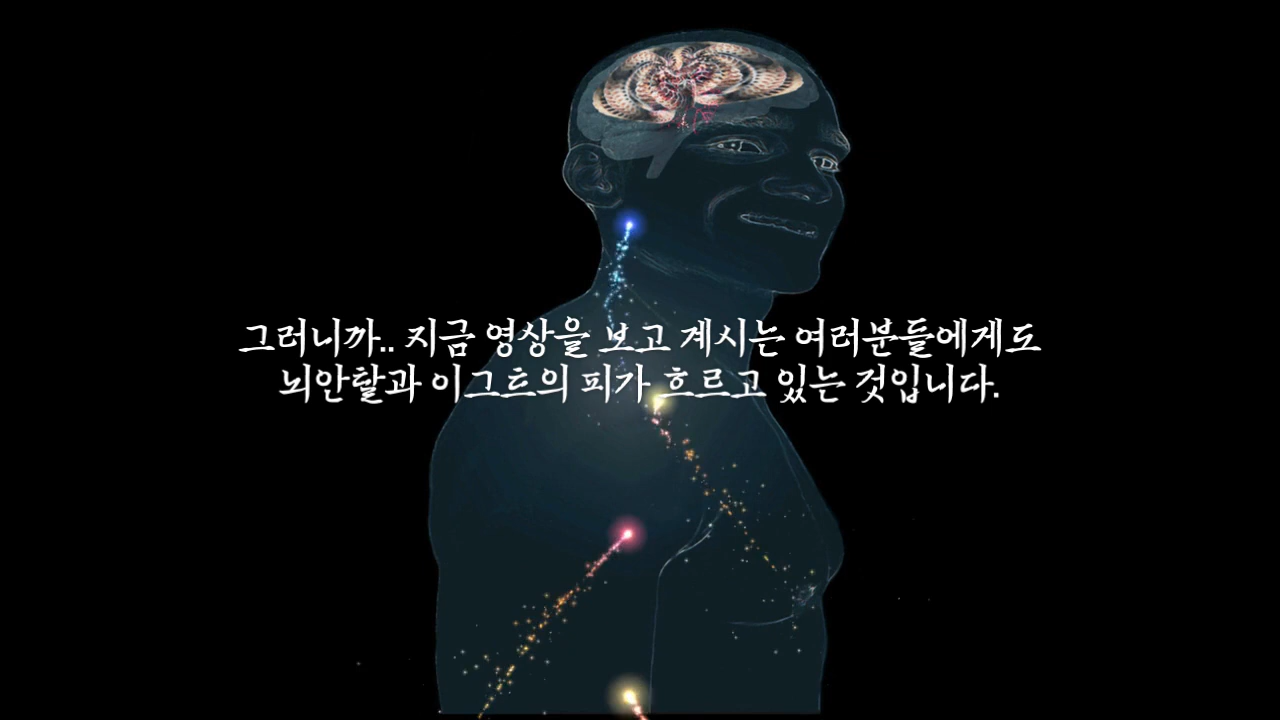 그러니까.. 지금 영상을 보고 계시는 여러분들에게도
뇌안탈과 이그트의 피가 흐르고 있는 것입니다.